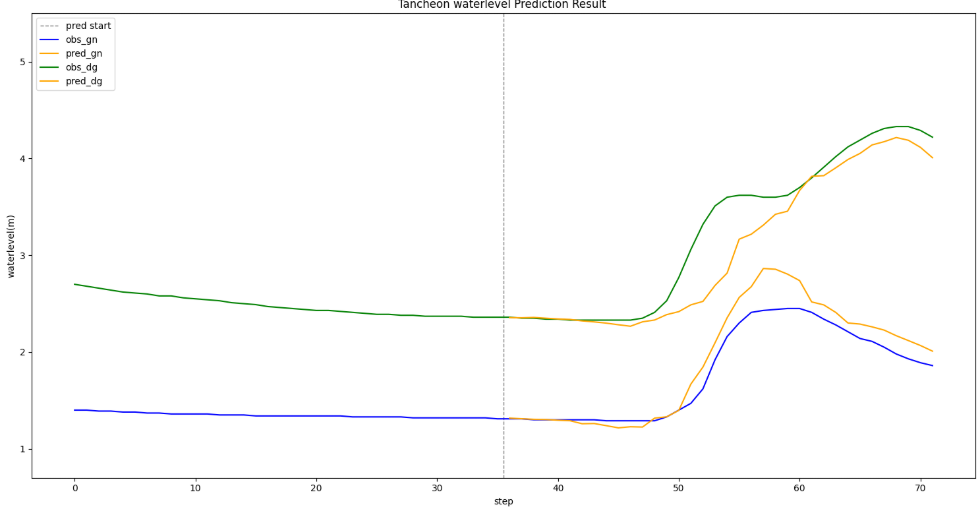 Tancheon waterlevel Prediction Result
pred start
obs_gn
pred_gn
obs_dg
pred_dg
5
4
3
2
1
waterlevel(m)
0 10 20 30 40 50 60 70
step